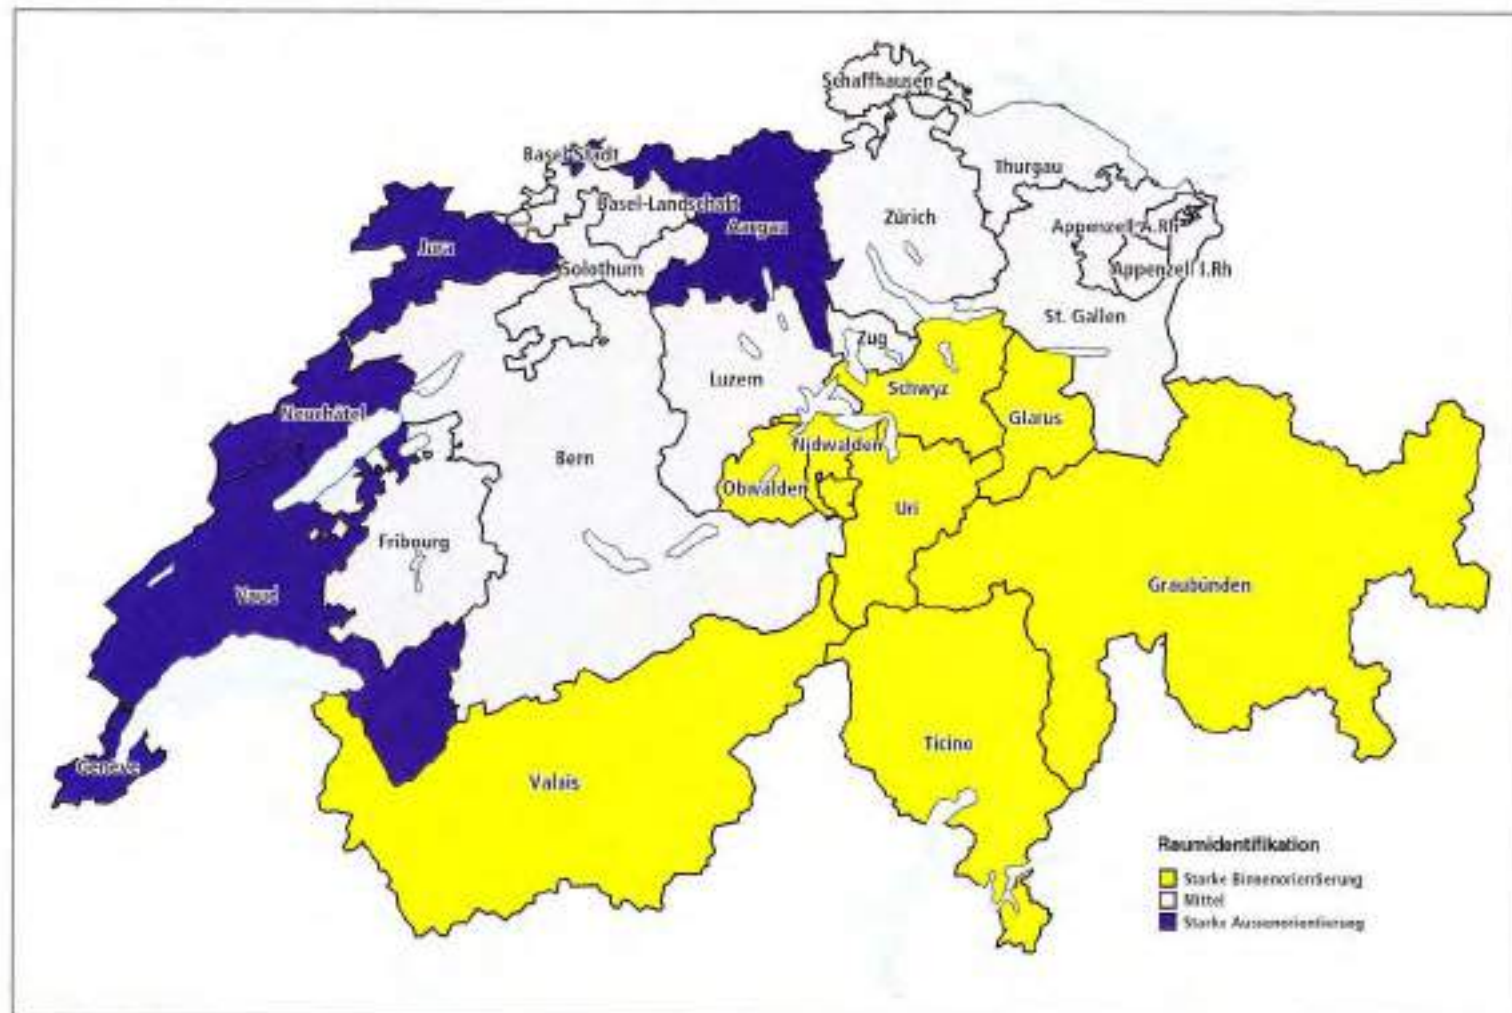 Schaffhausen
Basel-Stadt
Thurgau
Basel-Landschaft
Zürich
Aargau
Appenzell A.Rh
Jura
Solothurn
Appenzell I.Rh
St. Gallen
Zug
Luzern
Schwyz
Neuchâtel
Glarus
Nidwalden
Bern
Obwalden
Uri
Fribourg
Graubünden
Vaud
Ticino
Genève
Valais
Raumidentifikation
Starke Binnenorientierung
Mittel
Starke Aussenorientierung